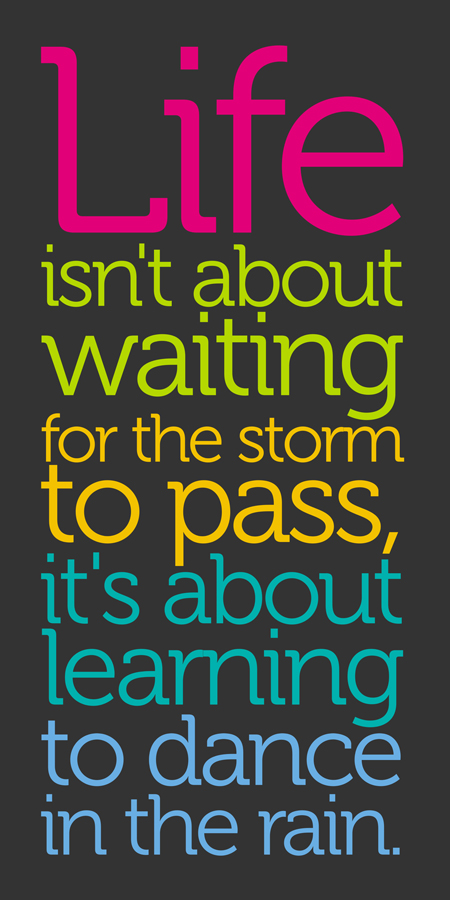 Life
isn't about
waiting
for the storm
to pass,
it's about
learning
to dance
in the rain.